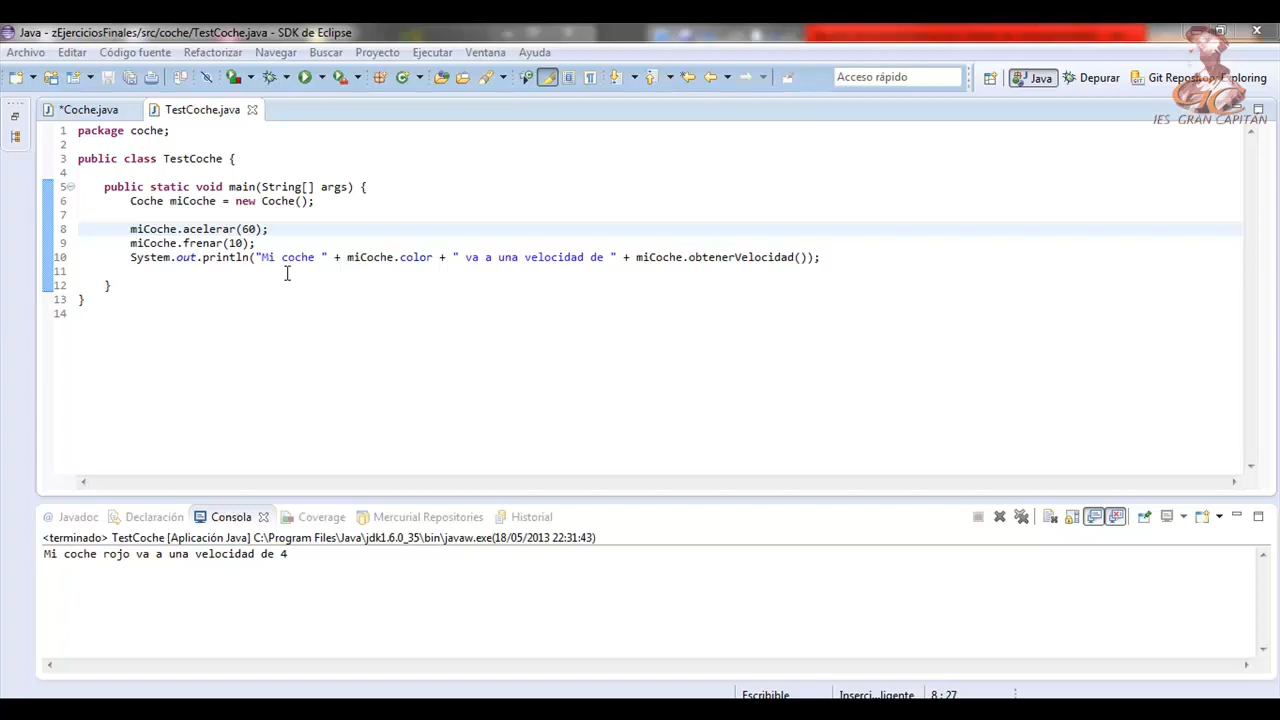 Java - zEjerciciosFinales/src/coche/TestCoche.java - SDK de Eclipse
Archivo Editar Código fuente Refactorizar Navegar Buscar Proyecto Ejecutar Ejecutar Ventana Ayuda
Acceso rápido Java Depurar Git Repository Exploring
IES GRAN CAPITAN
*Coche.java TestCoche.java
1 package coche;
2
3 public class TestCoche {
4
5 public static void main(String[] args) {
6 Coche miCoche = new Coche();
7
8 miCoche.acelerar(60);
9 miCoche.frenar(10);
10 System.out.println("Mi coche " + miCoche.color + " va a una velocidad de " + miCoche.obtenerVelocidad());
11
12 }
13 }
14
@ Javadoc Declaración Consola Coverage Mercurial Repositories Historial
<terminado> TestCoche [Aplicación Java] C:\Program Files\Java\jdk1.6.0_35\bin\javaw.exe(18/05/2013 22:31:43)
Mi coche rojo va a una velocidad de 4
Escribible Inserci...ligente 8 : 27